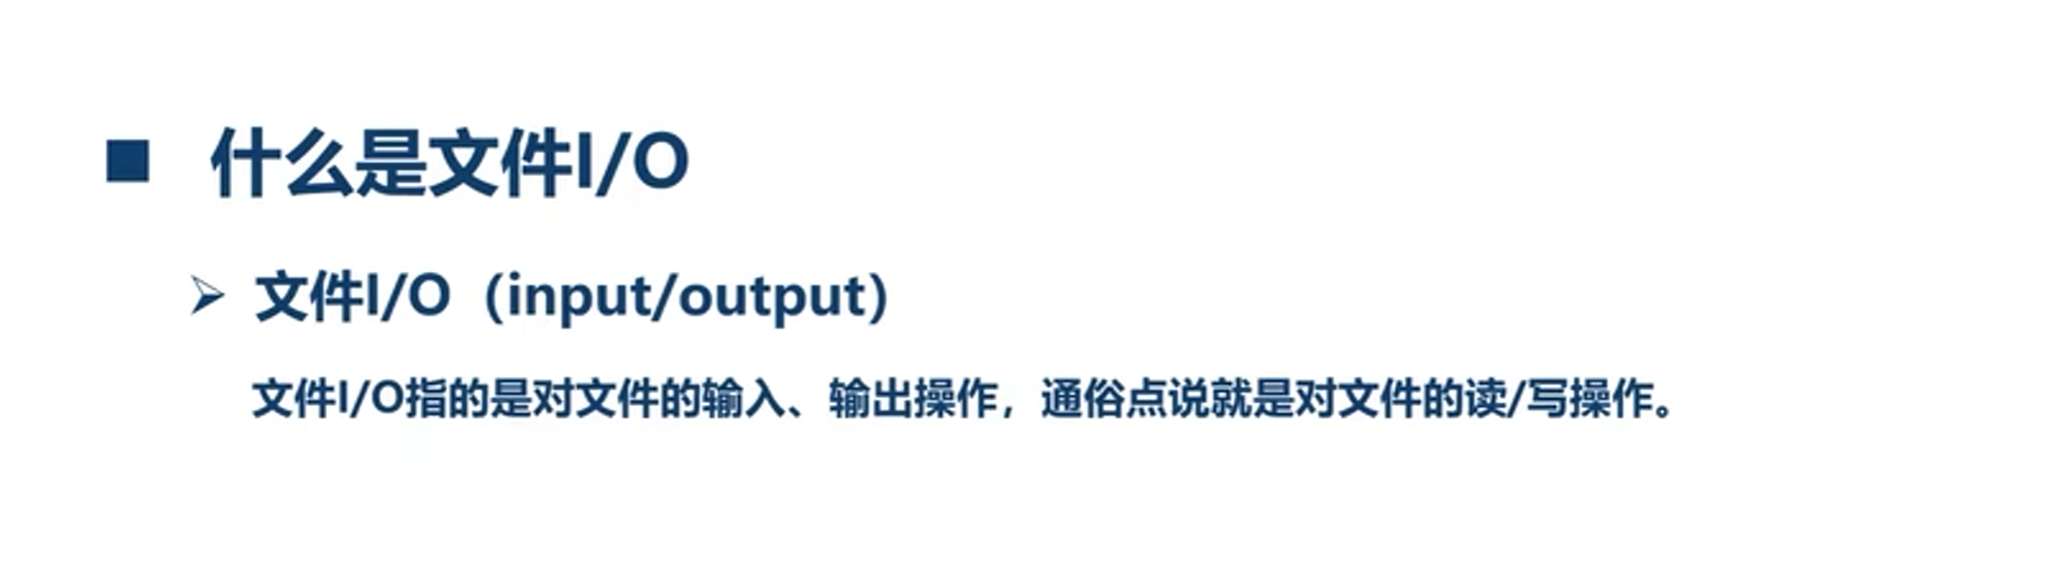 ■ 什么是文件I/O
➢ 文件I/O（input/output）
文件I/O指的是对文件的输入、输出操作，通俗点说就是对文件的读/写操作。